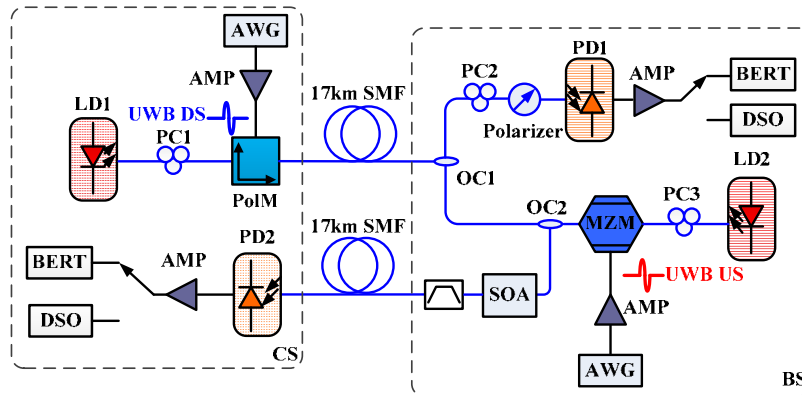 AWG
AMP
UWB DS
LD1
PC1
PolM
17km SMF
OC1
PC2
Polarizer
PD1
AMP
BERT
DSO
LD2
PC3
MZM
OC2
UWB US
AMP
AWG
BS
SOA
17km SMF
PD2
AMP
BERT
DSO
CS